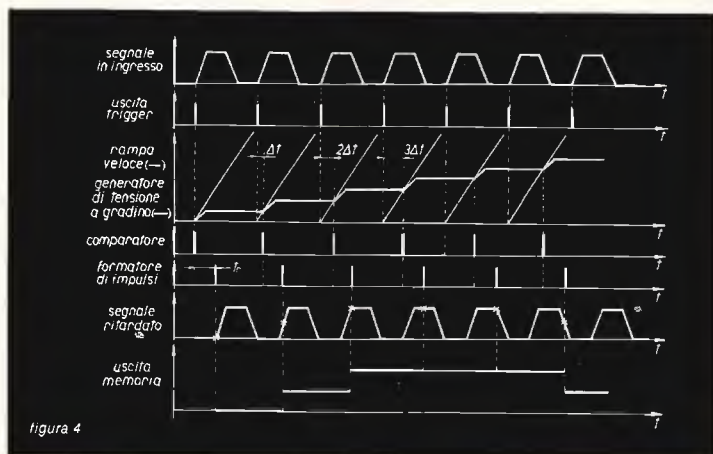 segnale
in ingresso
t
uscita
trigger
t
rampa
veloce (—)
Δt
2Δt
3Δt
generatore
di tensione
a gradino (—)
t
comparatore
t
formatore
di impulsi
t
segnale
ritardato
t
uscita
memoria
t
figura 4